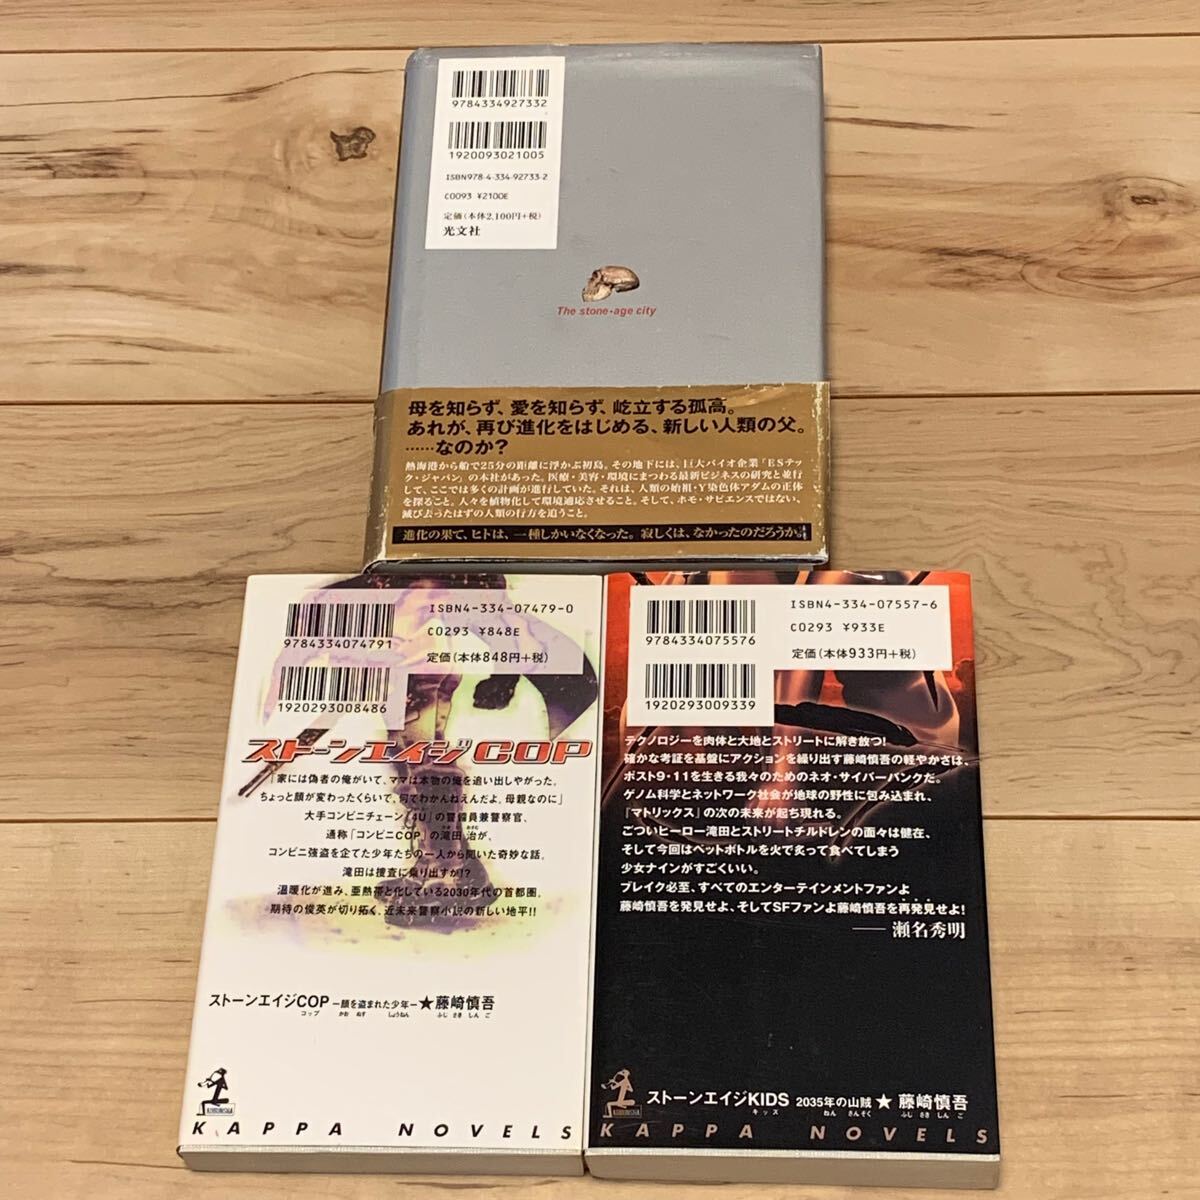 9784334927332
1920093021005
ISBN978-4-334-92733-2
C0093 ¥2100E
定価(本体2,100円+税)
光文社
The stone-age city
母を知らず、愛を知らず、屹立する孤高。
あれが、再び進化をはじめる、新しい人類の父。
……なのか?
熱海港から船で25分の距離に浮かぶ初島。その地下には、巨大バイオ企業「ESテッ
ク・ジャパン」の本社があった。医療・美容・環境にまつわる最新ビジネスの研究と並行
して、ここでは多くの計画が進行していた。それは、人類の始祖・Y染色体アダムの正体
を探ること。人々を植物化して環境適応させること。そして、ホモ・サピエンスではない、
滅び去ったはずの人類の行方を追うこと。
進化の果て、ヒトは、一種しかいなくなった。寂しくは、なかったのだろうか。
9784334074791
ISBN4-334-07479-0
C0293 ¥848E
定価(本体848円+税)
1920293008486
ストーンエイジCOP
「家には偽者の俺がいて、ママは本物の俺を追い出しやがった。
ちょっと顔が変わったくらいで、何でわかんねえんだよ、母親なのに」
大手コンビニチェーン「4U」の警備員兼警察官、
通称「コンビニCOP」の滝田 治が、
コンビニ強盗を企てた少年たちの一人から聞いた奇妙な話。
滝田は捜査に乗り出すが!?
温暖化が進み、亜熱帯と化している2030年代の首都圏。
期待の俊英が切り拓く、近未来警察小説の新しい地平!!
ストーンエイジCOP ―顔を盗まれた少年― ★藤崎慎吾
コップ かお ぬす しょうねん ふじ さき しん ご
KOBUNSHA
KAPPA NOVELS
9784334075576
ISBN4-334-07557-6
C0293 ¥933E
定価(本体933円+税)
1920293009339
テクノロジーを肉体と大地とストリートに解き放つ!
確かな考証を基盤にアクションを繰り出す藤崎慎吾の軽やかさは、
ポスト9・11を生きる我々のためのネオ・サイバーパンクだ。
ゲノム科学とネットワーク社会が地球の野性に包み込まれ、
『マトリックス』の次の未来が起ち現れる。
ごついヒーロー滝田とストリートチルドレンの面々は健在、
そして今回はペットボトルを火で炙って食べてしまう
少女ナインがすごくいい。
ブレイク必至、すべてのエンターテインメントファンよ
藤崎慎吾を発見せよ、そしてSFファンよ藤崎慎吾を再発見せよ!
――瀬名秀明
ストーンエイジKIDS 2035年の山賊 ★ 藤崎慎吾
キッズ ねん さんぞく ふじ さき しん ご
KOBUNSHA
KAPPA NOVELS